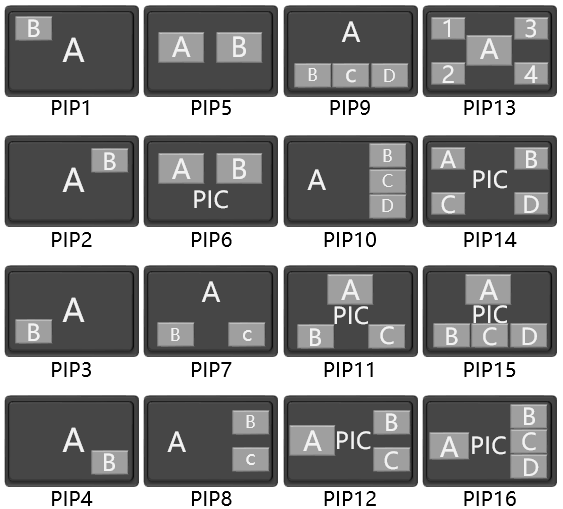 B
A
PIP1
A B
PIP5
A
B C D
PIP9
1 3
A
2 4
PIP13
B
A
PIP2
A B
PIC
PIP6
B
A C
D
PIP10
A B
PIC
C D
PIP14
A
B
PIP3
A
B c
PIP7
A
PIC
B C
PIP11
A
PIC
B C D
PIP15
A
B
PIP4
B
A
c
PIP8
B
A PIC
C
PIP12
B
A PIC C
D
PIP16